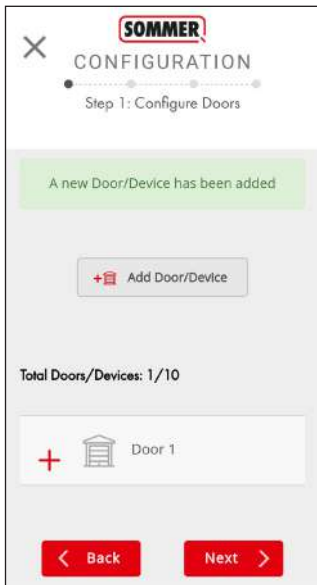 SOMMER
CONFIGURATION
Step 1: Configure Doors
A new Door/Device has been added
Add Door/Device
Total Doors/Devices: 1/10
Door 1
Back
Next